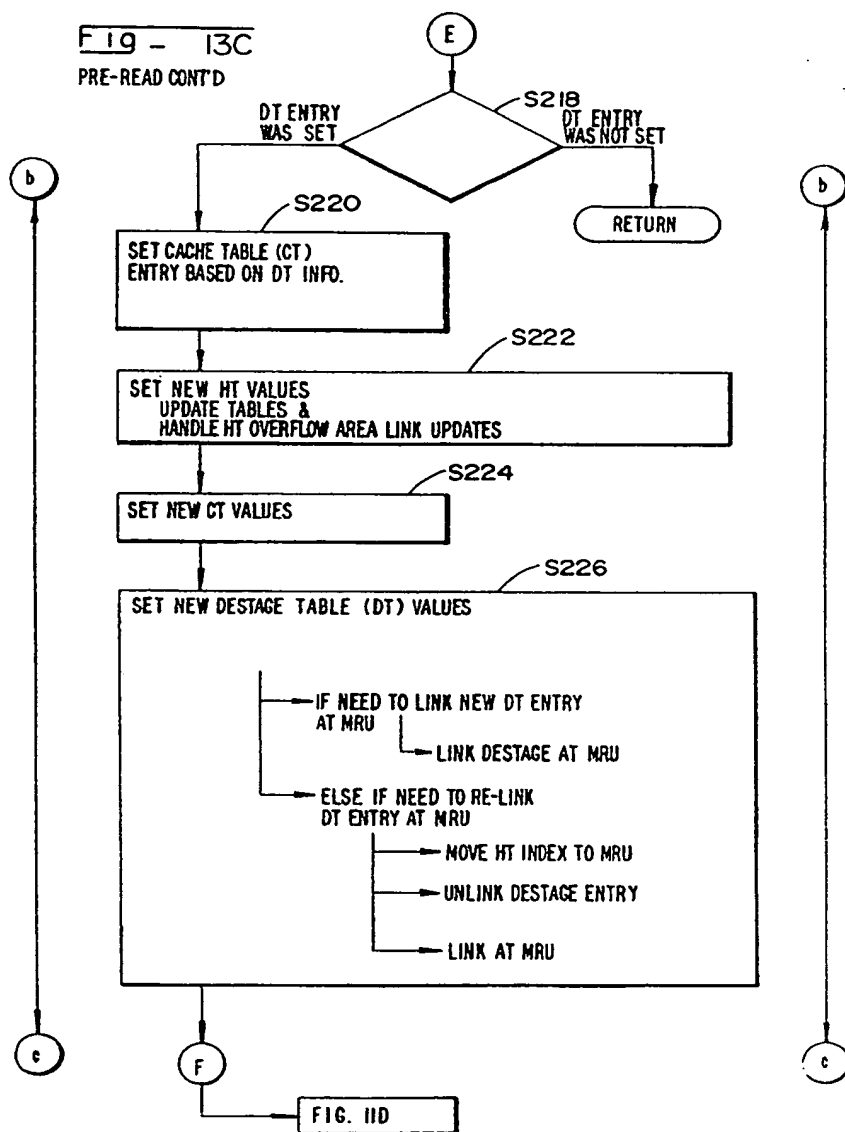 Fig - 13C
PRE-READ CONT'D
E
S218
DT ENTRY
WAS SET
DT ENTRY
WAS NOT SET
b
b
RETURN
S220
SET CACHE TABLE (CT)
ENTRY BASED ON DT INFO.
S222
SET NEW HT VALUES
UPDATE TABLES &
HANDLE HT OVERFLOW AREA LINK UPDATES
S224
SET NEW CT VALUES
S226
SET NEW DESTAGE TABLE (DT) VALUES
IF NEED TO LINK NEW DT ENTRY
AT MRU
LINK DESTAGE AT MRU
ELSE IF NEED TO RE-LINK
DT ENTRY AT MRU
MOVE HT INDEX TO MRU
UNLINK DESTAGE ENTRY
LINK AT MRU
c
F
c
FIG. 11D